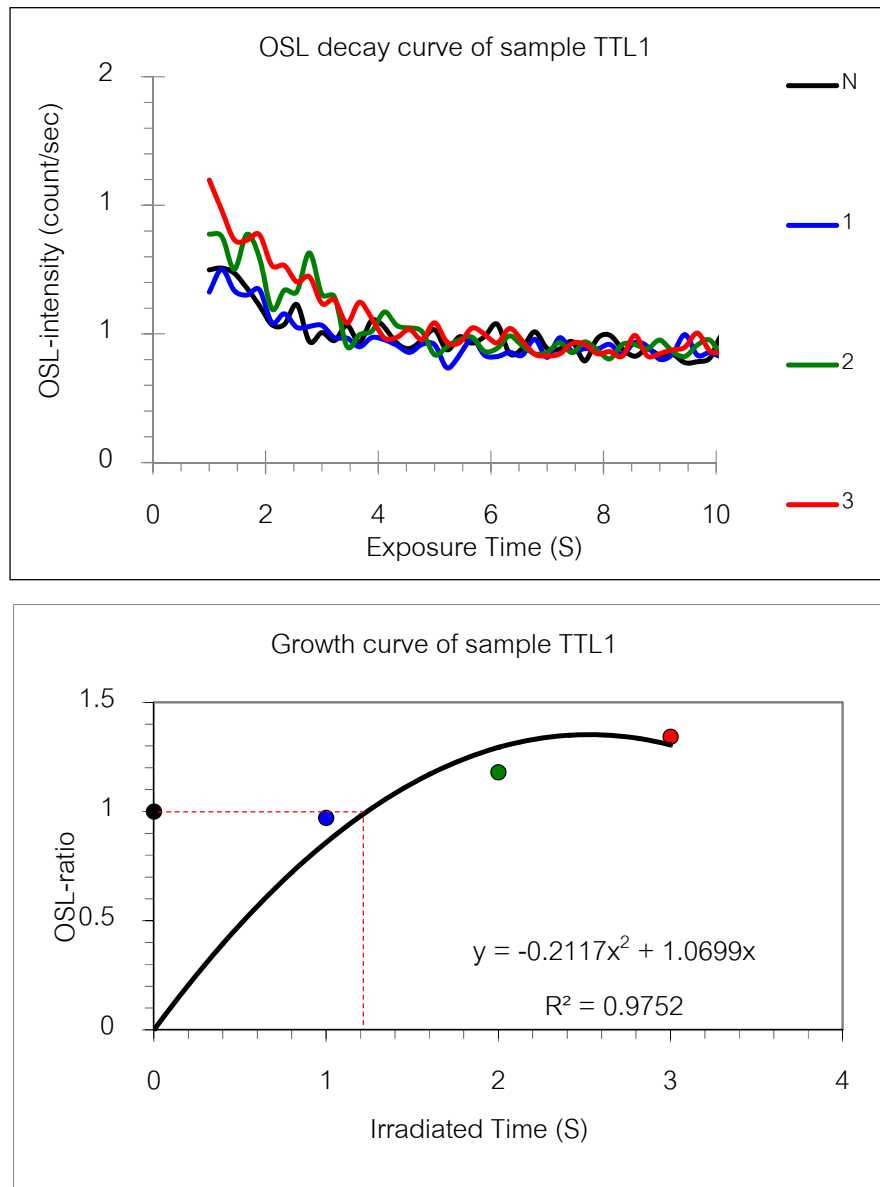 OSL decay curve of sample TTL1
2
1
1
0
OSL-intensity (count/sec)
0 2 4 6 8 10
Exposure Time (S)
N
1
2
3
Growth curve of sample TTL1
1.5
1
0.5
0
OSL-ratio
y = -0.2117x² + 1.0699x
R² = 0.9752
0 1 2 3 4
Irradiated Time (S)